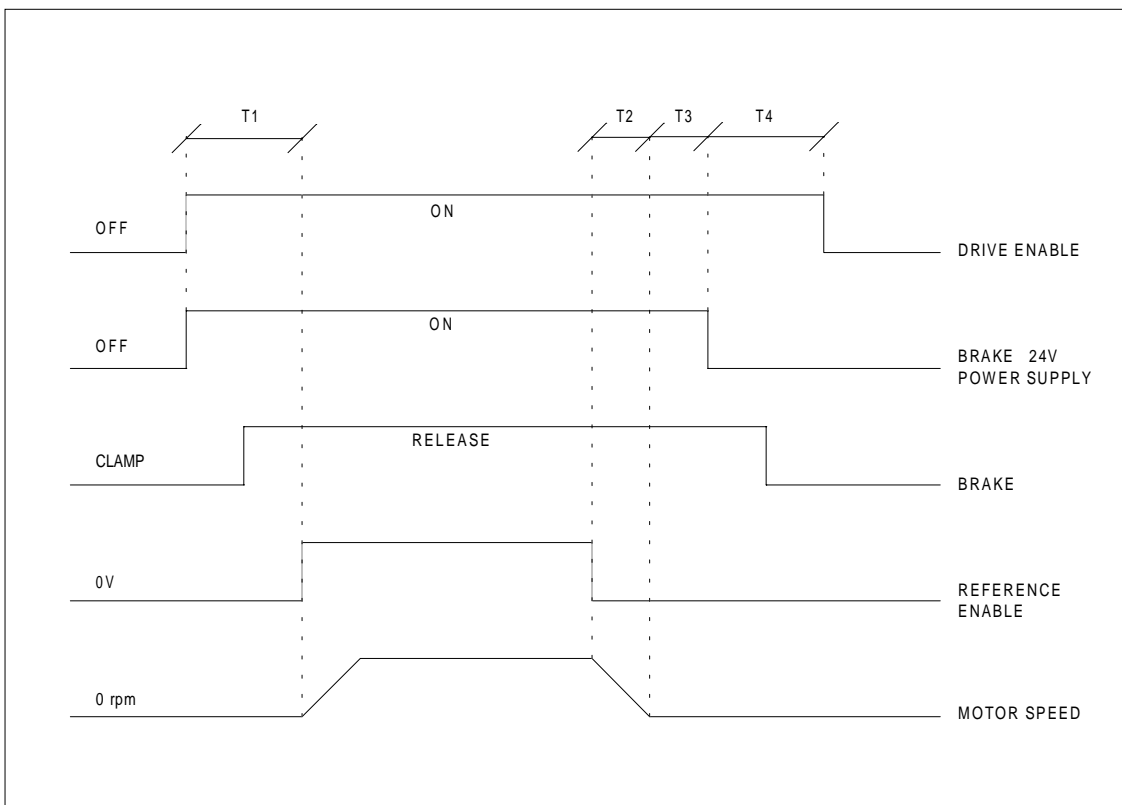 T1
T2
T3
T4
ON
OFF
DRIVE ENABLE
ON
OFF
BRAKE 24V
POWER SUPPLY
RELEASE
CLAMP
BRAKE
0V
REFERENCE
ENABLE
0 rpm
MOTOR SPEED